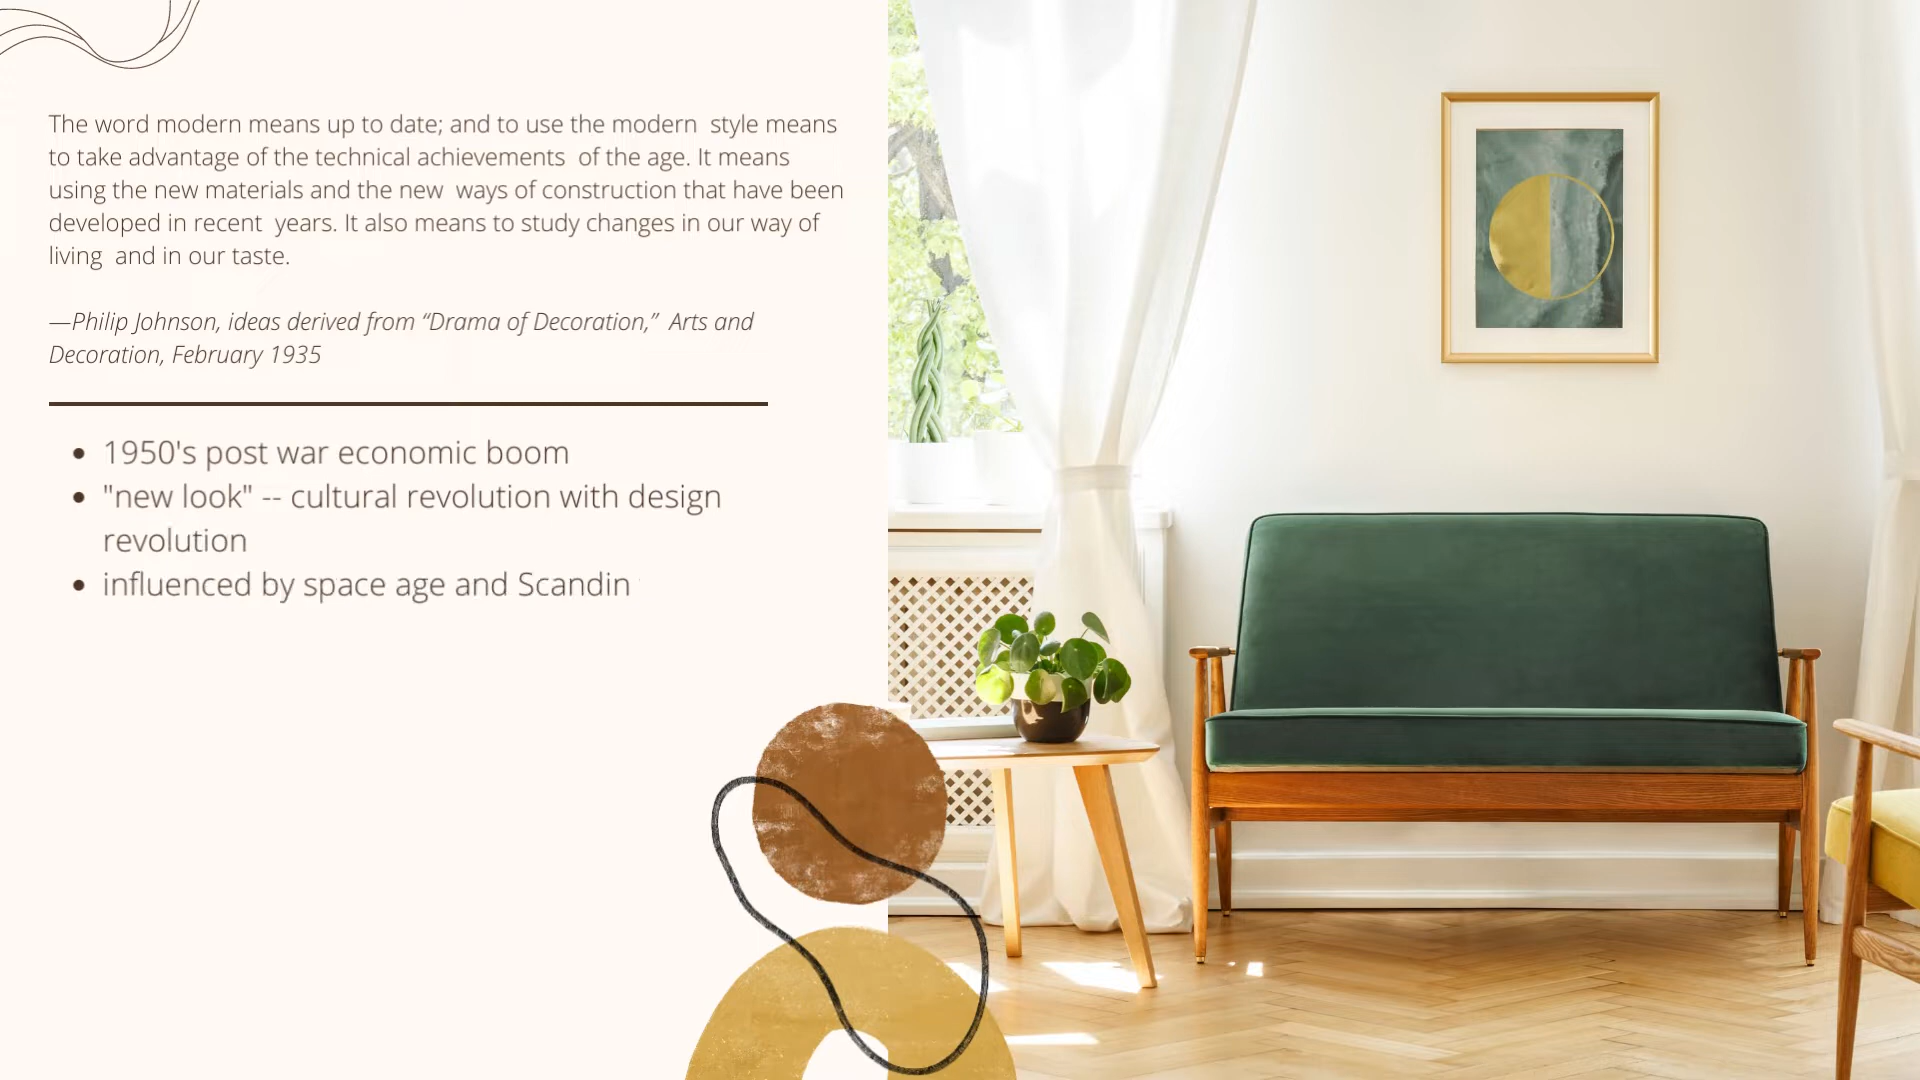 The word modern means up to date; and to use the modern style means
to take advantage of the technical achievements of the age. It means
using the new materials and the new ways of construction that have been
developed in recent years. It also means to study changes in our way of
living and in our taste.
—Philip Johnson, ideas derived from “Drama of Decoration,” Arts and
Decoration, February 1935
• 1950's post war economic boom
• "new look" -- cultural revolution with design
revolution
• influenced by space age and Scandin